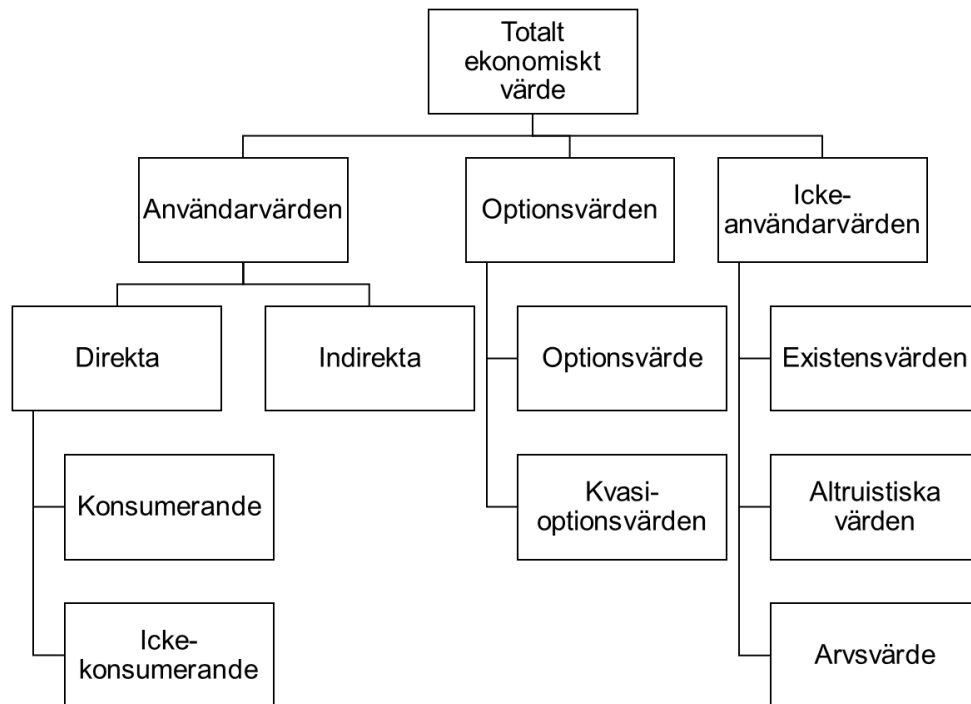 Totalt
ekonomiskt
värde
Användarvärden
Optionsvärden
Icke-
användarvärden
Direkta
Indirekta
Optionsvärde
Existensvärden
Konsumerande
Kvasi-
optionsvärden
Altruistiska
värden
Icke-
konsumerande
Arvsvärde